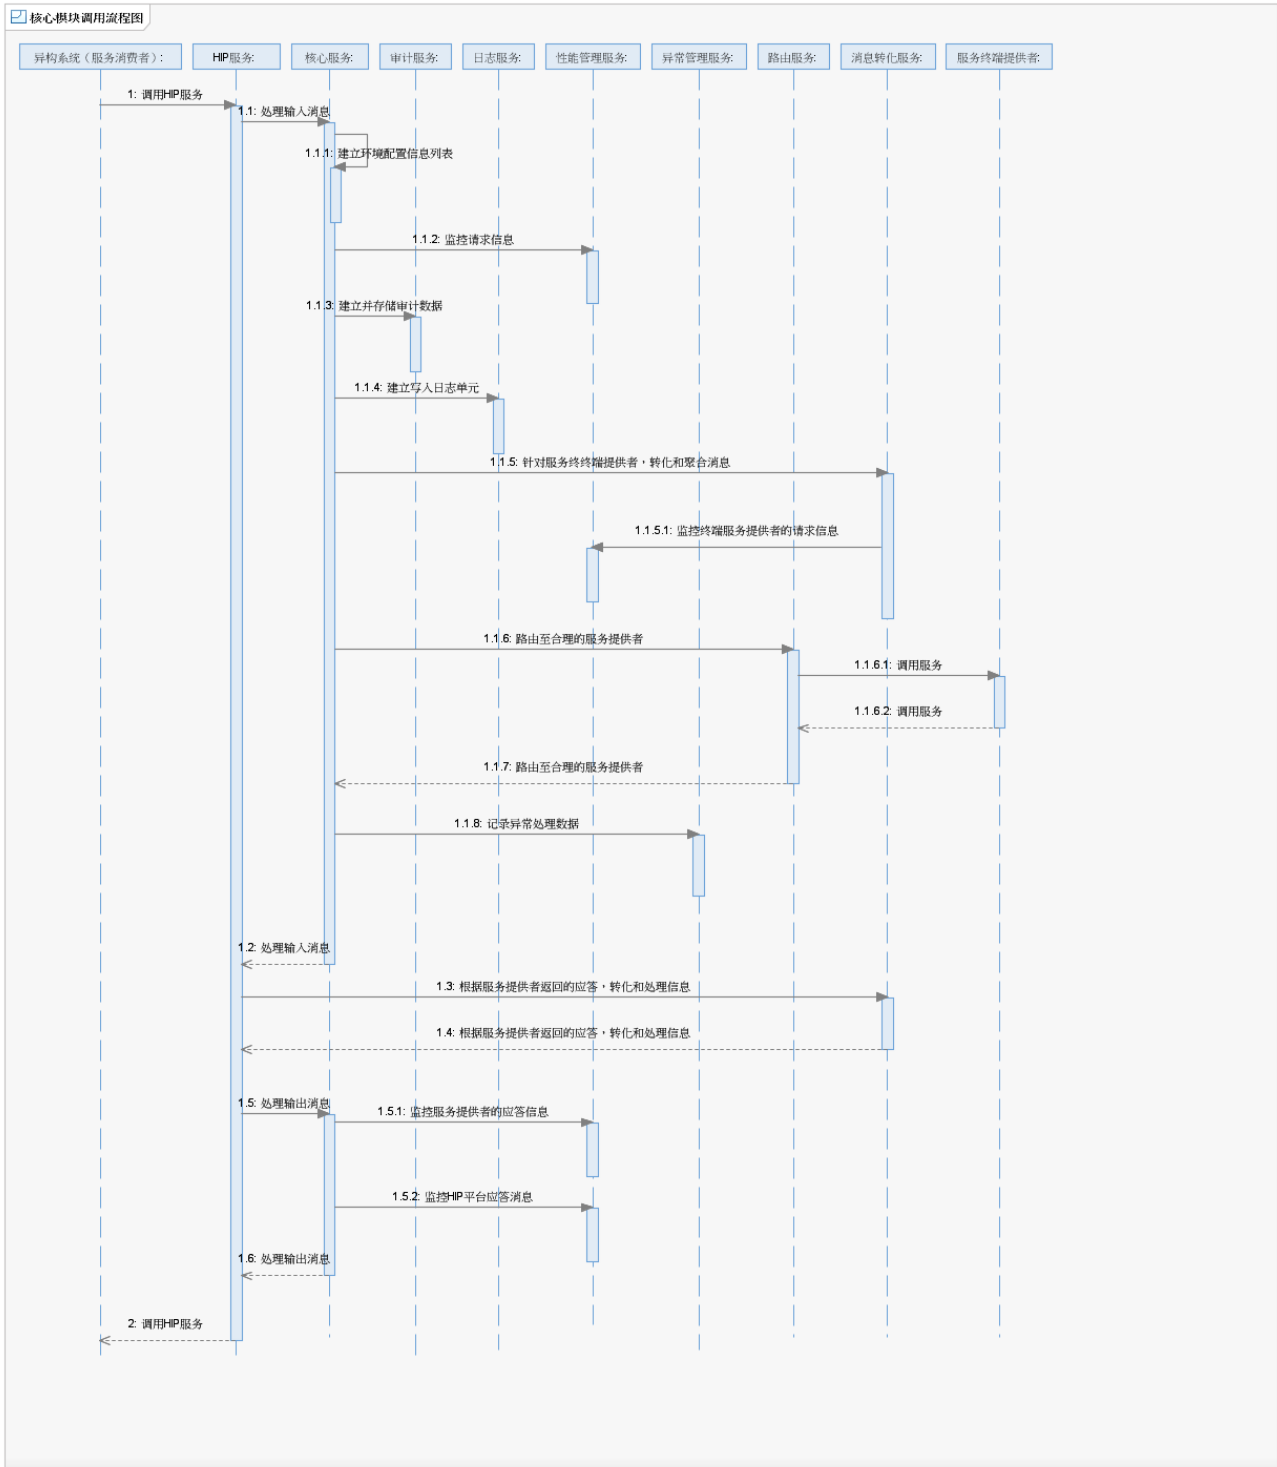 核心模块调用流程图
异构系统（服务消费者）:
HIP服务:
核心服务:
审计服务:
日志服务:
性能管理服务:
异常管理服务:
路由服务:
消息转化服务:
服务终端提供者:
1: 调用HIP服务
1.1: 处理输入消息
1.1.1: 建立环境配置信息列表
1.1.2: 监控请求信息
1.1.3: 建立并存储审计数据
1.1.4: 建立写入日志单元
1.1.5: 针对服务终终端提供者，转化和聚合消息
1.1.5.1: 监控终端服务提供者的请求信息
1.1.6: 路由至合理的服务提供者
1.1.6.1: 调用服务
1.1.6.2: 调用服务
1.1.7: 路由至合理的服务提供者
1.1.8: 记录异常处理数据
1.2: 处理输入消息
1.3: 根据服务提供者返回的应答，转化和处理信息
1.4: 根据服务提供者返回的应答，转化和处理信息
1.5: 处理输出消息
1.5.1: 监控服务提供者的应答信息
1.5.2: 监控HIP平台应答消息
1.6: 处理输出消息
2: 调用HIP服务